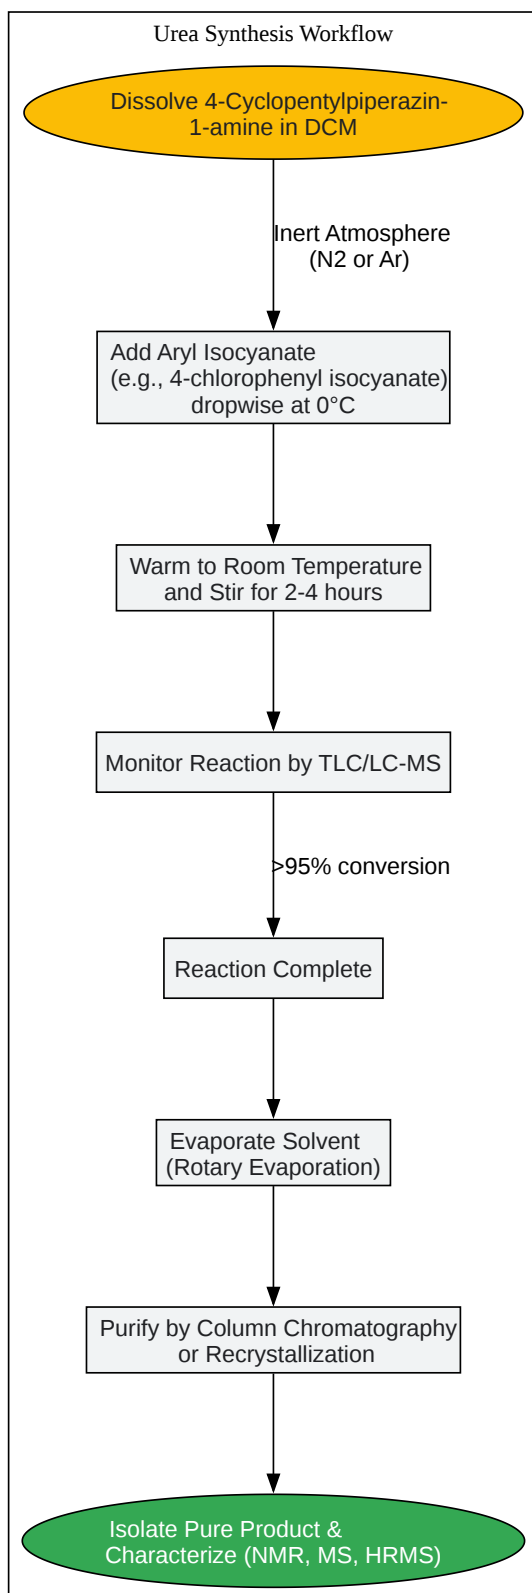 Urea Synthesis Workflow
Dissolve 4-Cyclopentylpiperazin-
1-amine in DCM
Inert Atmosphere
(N2 or Ar)
Add Aryl Isocyanate
(e.g., 4-chlorophenyl isocyanate)
dropwise at 0°C
Warm to Room Temperature
and Stir for 2-4 hours
Monitor Reaction by TLC/LC-MS
>95% conversion
Reaction Complete
Evaporate Solvent
(Rotary Evaporation)
Purify by Column Chromatography
or Recrystallization
Isolate Pure Product &
Characterize (NMR, MS, HRMS)